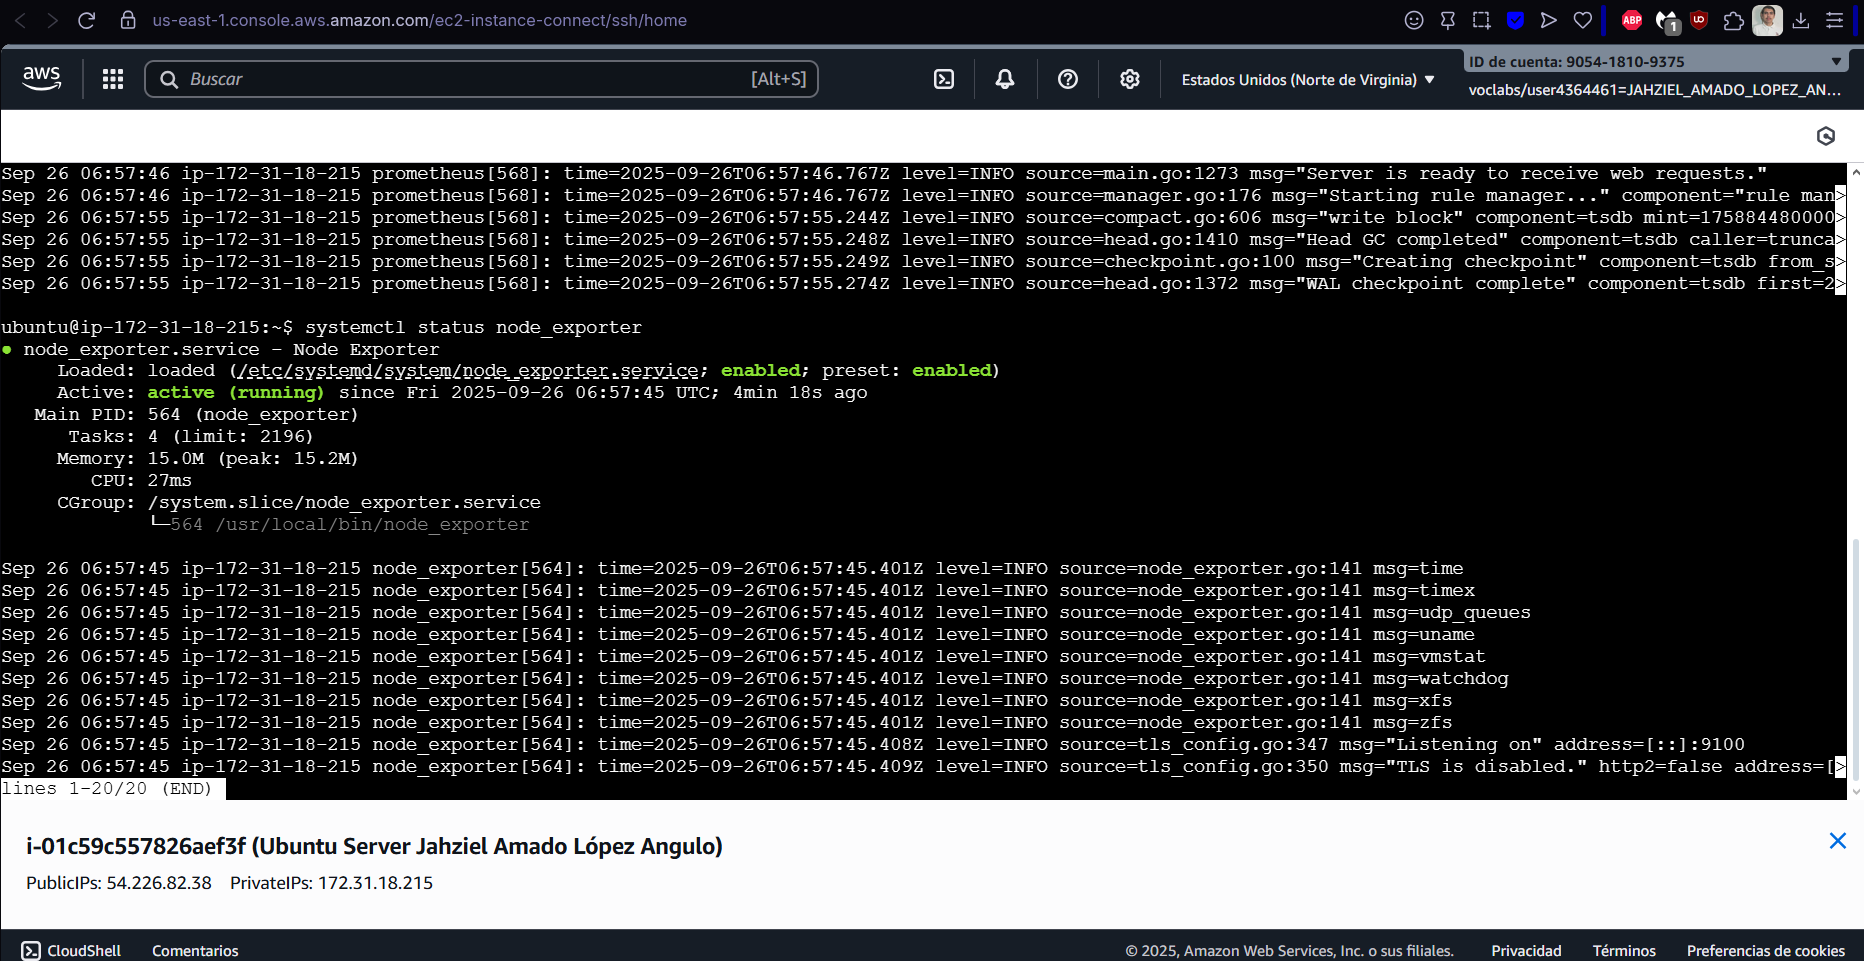 us-east-1.console.aws.amazon.com/ec2-instance-connect/ssh/home
ABP
1
aws
Buscar
[Alt+S]
Estados Unidos (Norte de Virginia)
ID de cuenta: 9054-1810-9375
voclabs/user4364461=JAHZIEL_AMADO_LOPEZ_AN...
Sep 26 06:57:46 ip-172-31-18-215 prometheus[568]: time=2025-09-26T06:57:46.767Z level=INFO source=main.go:1273 msg="Server is ready to receive web requests."
Sep 26 06:57:46 ip-172-31-18-215 prometheus[568]: time=2025-09-26T06:57:46.767Z level=INFO source=manager.go:176 msg="Starting rule manager..." component="rule man>
Sep 26 06:57:55 ip-172-31-18-215 prometheus[568]: time=2025-09-26T06:57:55.244Z level=INFO source=compact.go:606 msg="write block" component=tsdb mint=175884480000>
Sep 26 06:57:55 ip-172-31-18-215 prometheus[568]: time=2025-09-26T06:57:55.248Z level=INFO source=head.go:1410 msg="Head GC completed" component=tsdb caller=trunca>
Sep 26 06:57:55 ip-172-31-18-215 prometheus[568]: time=2025-09-26T06:57:55.249Z level=INFO source=checkpoint.go:100 msg="Creating checkpoint" component=tsdb from_s>
Sep 26 06:57:55 ip-172-31-18-215 prometheus[568]: time=2025-09-26T06:57:55.274Z level=INFO source=head.go:1372 msg="WAL checkpoint complete" component=tsdb first=2>
ubuntu@ip-172-31-18-215:~$ systemctl status node_exporter
● node_exporter.service - Node Exporter
Loaded: loaded (/etc/systemd/system/node_exporter.service; enabled; preset: enabled)
Active: active (running) since Fri 2025-09-26 06:57:45 UTC; 4min 18s ago
Main PID: 564 (node_exporter)
Tasks: 4 (limit: 2196)
Memory: 15.0M (peak: 15.2M)
CPU: 27ms
CGroup: /system.slice/node_exporter.service
└─564 /usr/local/bin/node_exporter
Sep 26 06:57:45 ip-172-31-18-215 node_exporter[564]: time=2025-09-26T06:57:45.401Z level=INFO source=node_exporter.go:141 msg=time
Sep 26 06:57:45 ip-172-31-18-215 node_exporter[564]: time=2025-09-26T06:57:45.401Z level=INFO source=node_exporter.go:141 msg=timex
Sep 26 06:57:45 ip-172-31-18-215 node_exporter[564]: time=2025-09-26T06:57:45.401Z level=INFO source=node_exporter.go:141 msg=udp_queues
Sep 26 06:57:45 ip-172-31-18-215 node_exporter[564]: time=2025-09-26T06:57:45.401Z level=INFO source=node_exporter.go:141 msg=uname
Sep 26 06:57:45 ip-172-31-18-215 node_exporter[564]: time=2025-09-26T06:57:45.401Z level=INFO source=node_exporter.go:141 msg=vmstat
Sep 26 06:57:45 ip-172-31-18-215 node_exporter[564]: time=2025-09-26T06:57:45.401Z level=INFO source=node_exporter.go:141 msg=watchdog
Sep 26 06:57:45 ip-172-31-18-215 node_exporter[564]: time=2025-09-26T06:57:45.401Z level=INFO source=node_exporter.go:141 msg=xfs
Sep 26 06:57:45 ip-172-31-18-215 node_exporter[564]: time=2025-09-26T06:57:45.401Z level=INFO source=node_exporter.go:141 msg=zfs
Sep 26 06:57:45 ip-172-31-18-215 node_exporter[564]: time=2025-09-26T06:57:45.408Z level=INFO source=tls_config.go:347 msg="Listening on" address=[::]:9100
Sep 26 06:57:45 ip-172-31-18-215 node_exporter[564]: time=2025-09-26T06:57:45.409Z level=INFO source=tls_config.go:350 msg="TLS is disabled." http2=false address=[>
lines 1-20/20 (END)
i-01c59c557826aef3f (Ubuntu Server Jahziel Amado López Angulo)
PublicIPs: 54.226.82.38 PrivateIPs: 172.31.18.215
CloudShell Comentarios © 2025, Amazon Web Services, Inc. o sus filiales. Privacidad Términos Preferencias de cookies